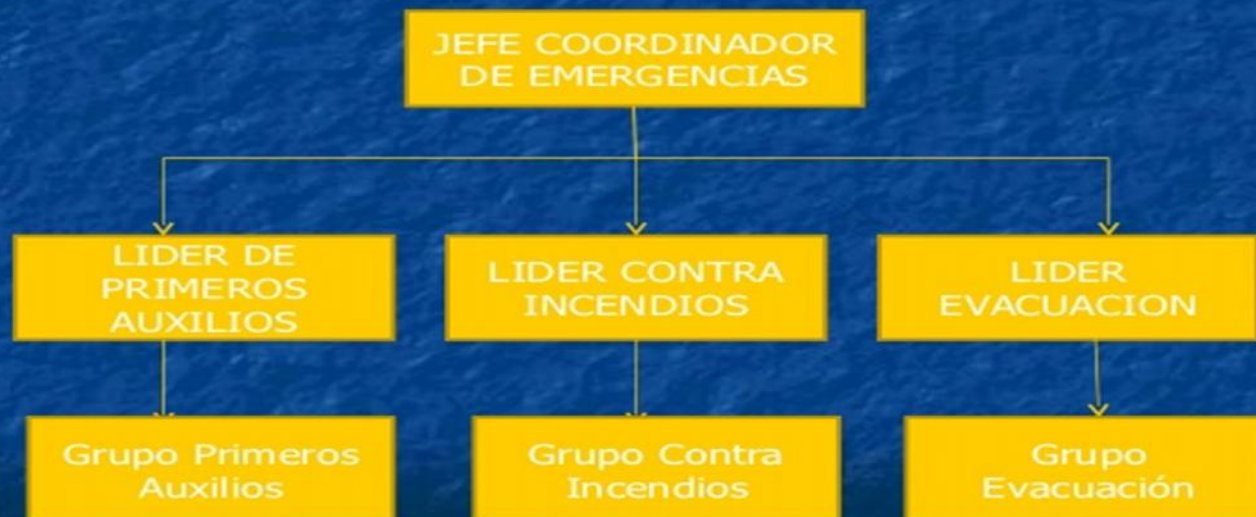 JEFE COORDINADOR
DE EMERGENCIAS
LIDER DE
PRIMEROS
AUXILIOS
LIDER CONTRA
INCENDIOS
LIDER
EVACUACION
Grupo Primeros
Auxilios
Grupo Contra
Incendios
Grupo
Evacuación